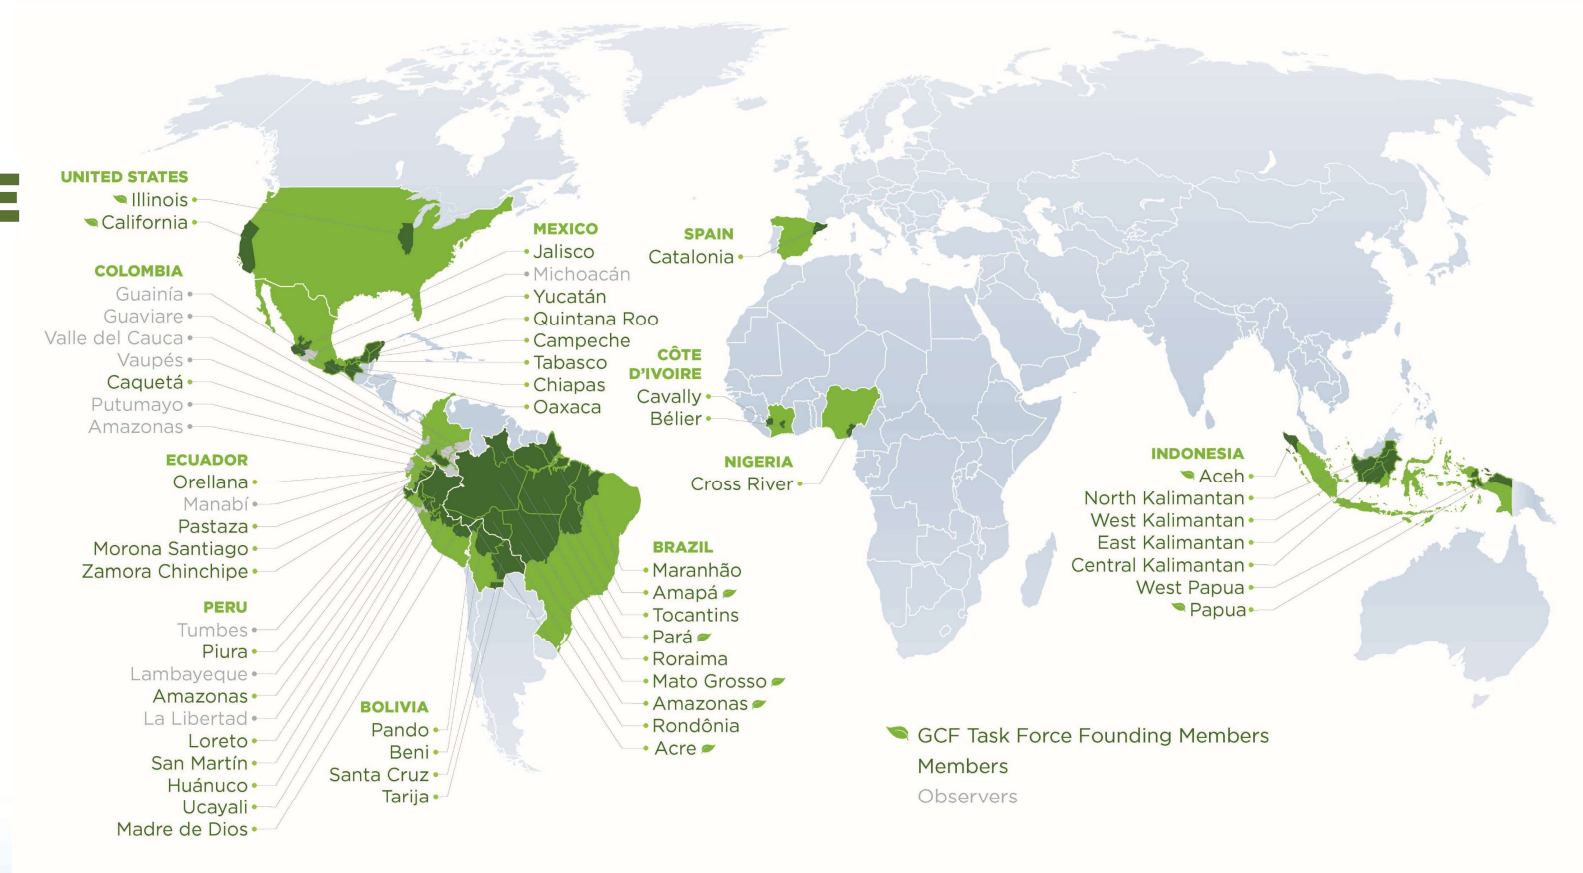 UNITED STATES
Illinois
California
COLOMBIA
Guainía
Guaviare
Valle del Cauca
Vaupés
Caquetá
Putumayo
Amazonas
ECUADOR
Orellana
Manabí
Pastaza
Morona Santiago
Zamora Chinchipe
PERU
Tumbes
Piura
Lambayeque
Amazonas
La Libertad
Loreto
San Martín
Huánuco
Ucayali
Madre de Dios
MEXICO
Jalisco
Michoacán
Yucatán
Quintana Roo
Campeche
Tabasco
Chiapas
Oaxaca
BOLIVIA
Pando
Beni
Santa Cruz
Tarija
BRAZIL
Maranhão
Amapá
Tocantins
Pará
Roraima
Mato Grosso
Amazonas
Rondônia
Acre
SPAIN
Catalonia
CÔTE
D'IVOIRE
Cavally
Bélier
NIGERIA
Cross River
INDONESIA
Aceh
North Kalimantan
West Kalimantan
East Kalimantan
Central Kalimantan
West Papua
Papua
GCF Task Force Founding Members
Members
Observers